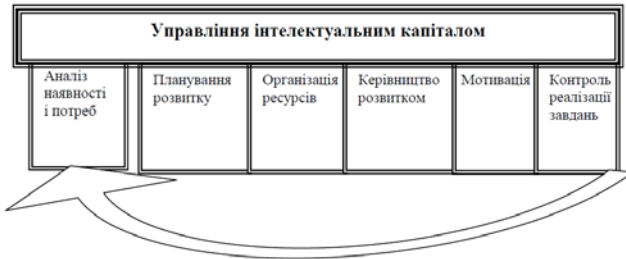 Управління інтелектуальним капіталом
Аналіз
наявності
і потреб
Планування
розвитку
Організація
ресурсів
Керівництво
розвитком
Мотивація
Контроль
реалізації
завдань